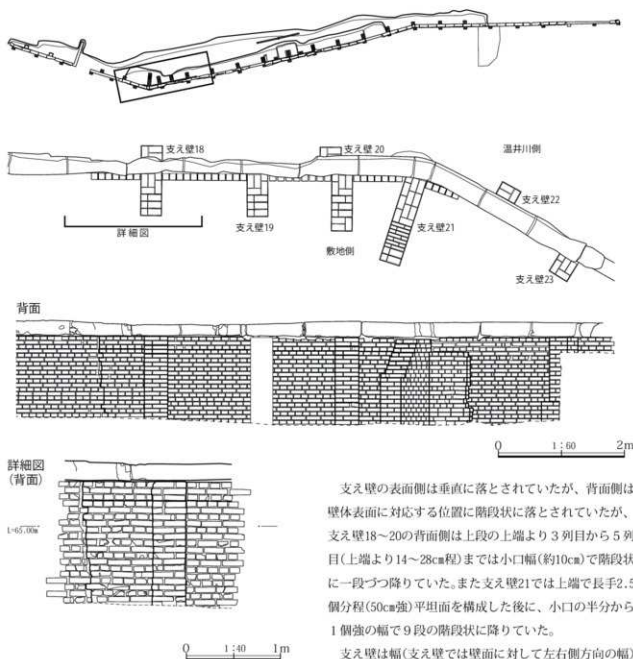 支え壁18
支え壁20
温井川側
支え壁22
詳細図
支え壁19
敷地側
支え壁21
支え壁23
背面
0 1：60 2m
詳細図
(背面)
L=65.00m
0 1：40 1m
支え壁の表面側は垂直に落とされていたが、背面側は
壁体表面に対応する位置に階段状に落とされていたが、
支え壁18～20の背面側は上段の上端より３列目から５列
目(上端より14～28㎝程)までは小口幅(約10㎝)で階段状
に一段づつ降りていた。また支え壁21では上端で長手2.5
個分程(50㎝強)平坦面を構成した後に、小口の半分から
１個強の幅で９段の階段状に降りていた。
支え壁は幅(支え壁では壁面に対して左右側方向の幅)